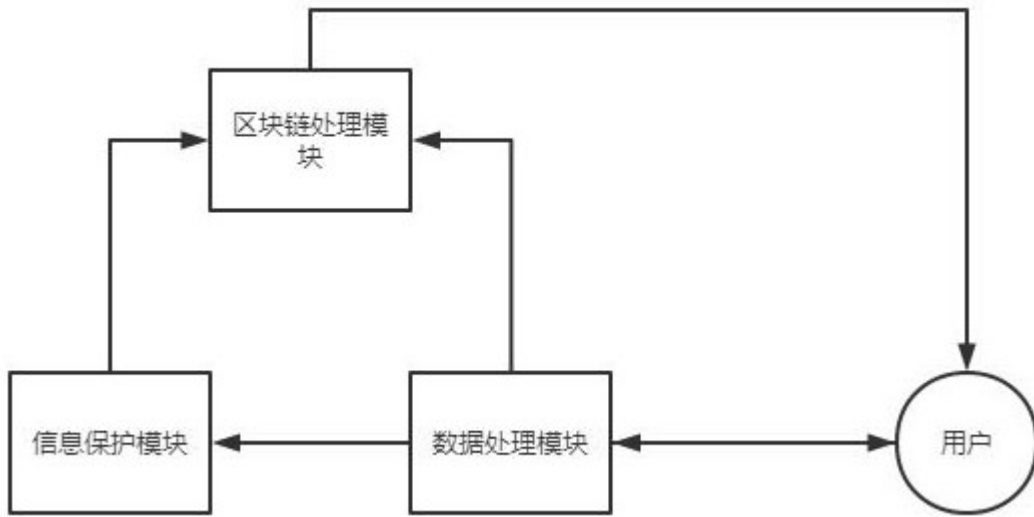 区块链处理模
块
信息保护模块
数据处理模块
用户